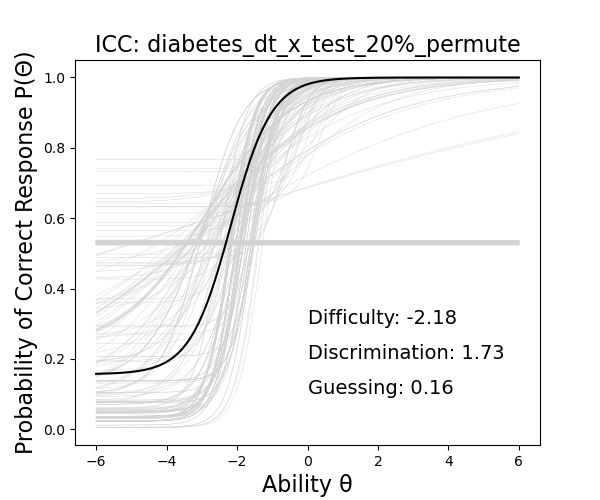 ICC: diabetes_dt_x_test_20%_permute
Probability of Correct Response P(Θ)
1.0
0.8
0.6
0.4
0.2
0.0
Difficulty: -2.18
Discrimination: 1.73
Guessing: 0.16
−6 −4 −2 0 2 4 6
Ability θ